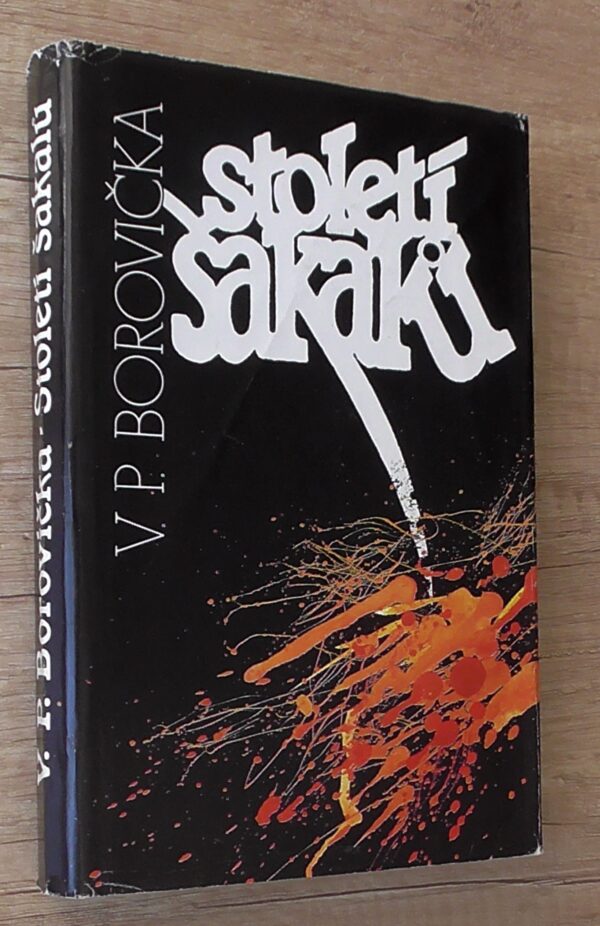 V. P. Borovička - Století šakalů
V. P. BOROVIČKA
století
šakalů